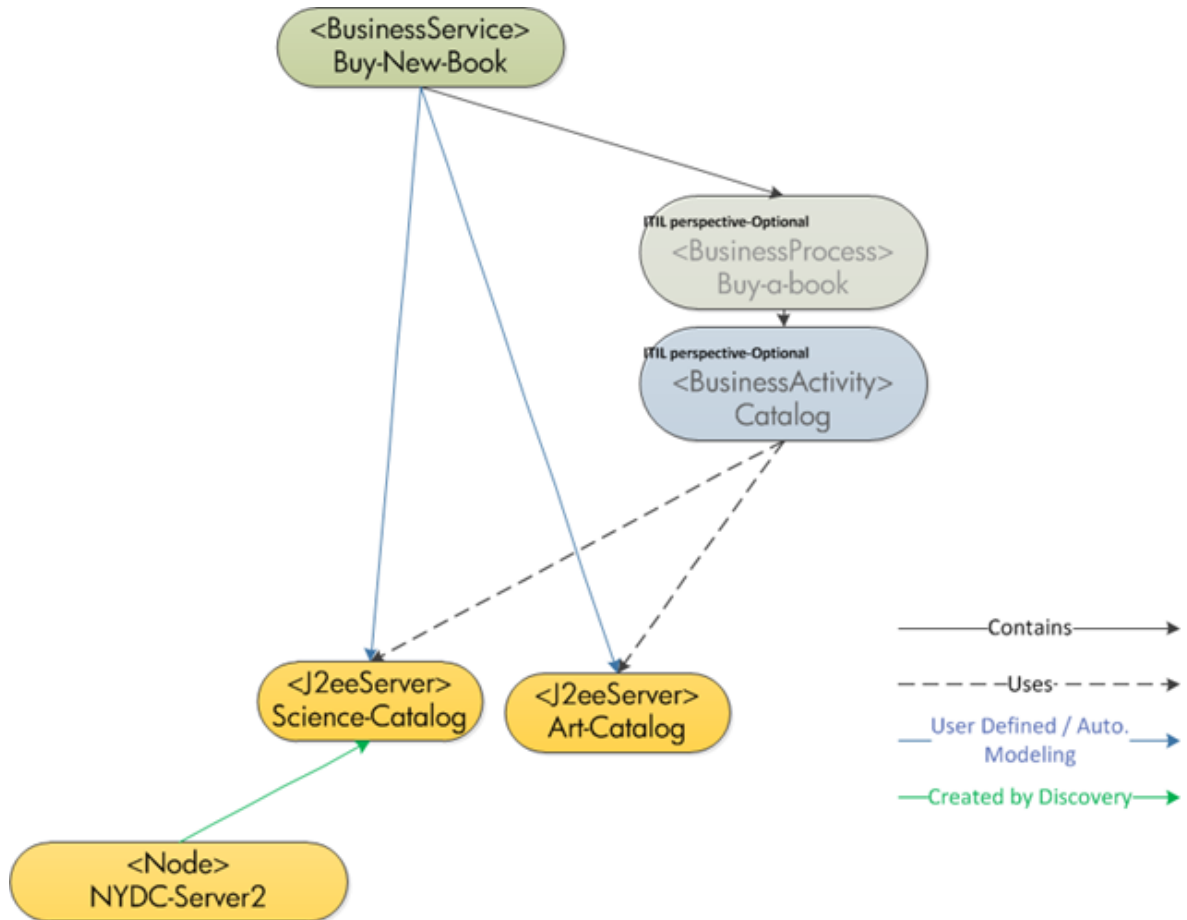 <BusinessService>
Buy-New-Book
ITIL perspective-Optional
<BusinessProcess>
Buy-a-book
ITIL perspective-Optional
<BusinessActivity>
Catalog
<J2eeServer>
Science-Catalog
<J2eeServer>
Art-Catalog
<Node>
NYDC-Server2
Contains
Uses
User Defined / Auto.
Modeling
Created by Discovery